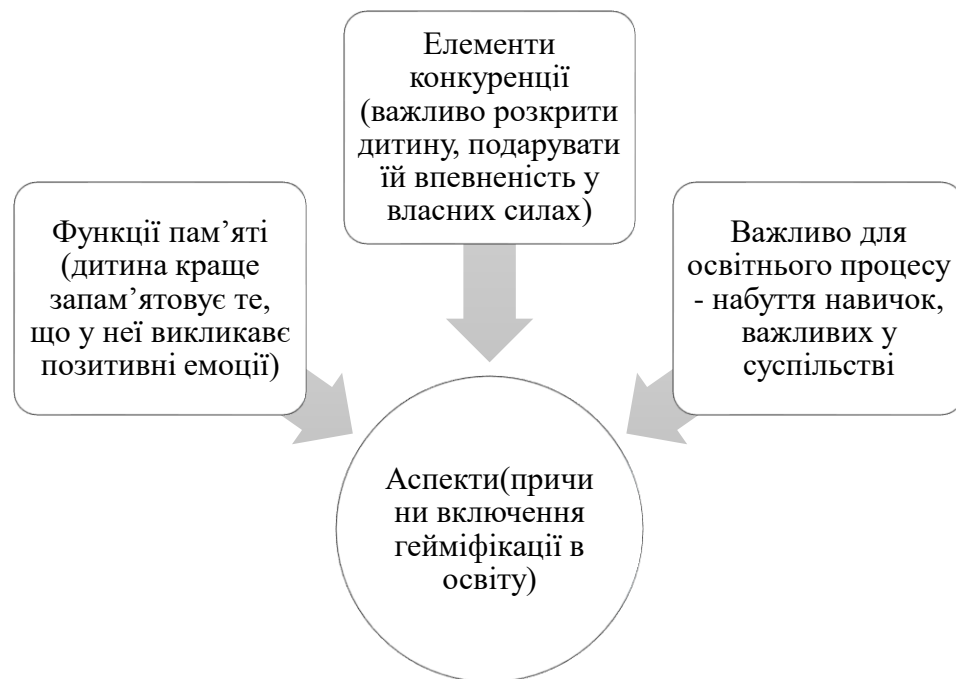 Елементи
конкуренції
(важливо розкрити
дитину, подарувати
їй впевненість у
власних силах)
Функції пам’яті
(дитина краще
запам’ятовує те,
що у неї викликавє
позитивні емоції)
Важливо для
освітнього процесу
- набуття навичок,
важливих у
суспільстві
Аспекти(причи
ни включення
гейміфікації в
освіту)